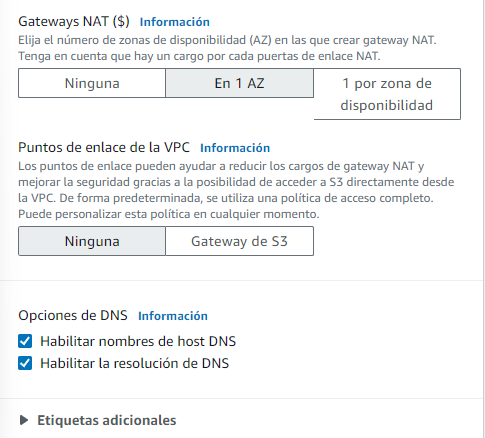 Gateways NAT ($) Información
Elija el número de zonas de disponibilidad (AZ) en las que crear gateway NAT.
Tenga en cuenta que hay un cargo por cada puertas de enlace NAT.
Ninguna
En 1 AZ
1 por zona de
disponibilidad
Puntos de enlace de la VPC Información
Los puntos de enlace pueden ayudar a reducir los cargos de gateway NAT y
mejorar la seguridad gracias a la posibilidad de acceder a S3 directamente desde
la VPC. De forma predeterminada, se utiliza una política de acceso completo.
Puede personalizar esta política en cualquier momento.
Ninguna
Gateway de S3
Opciones de DNS Información
Habilitar nombres de host DNS
Habilitar la resolución de DNS
Etiquetas adicionales